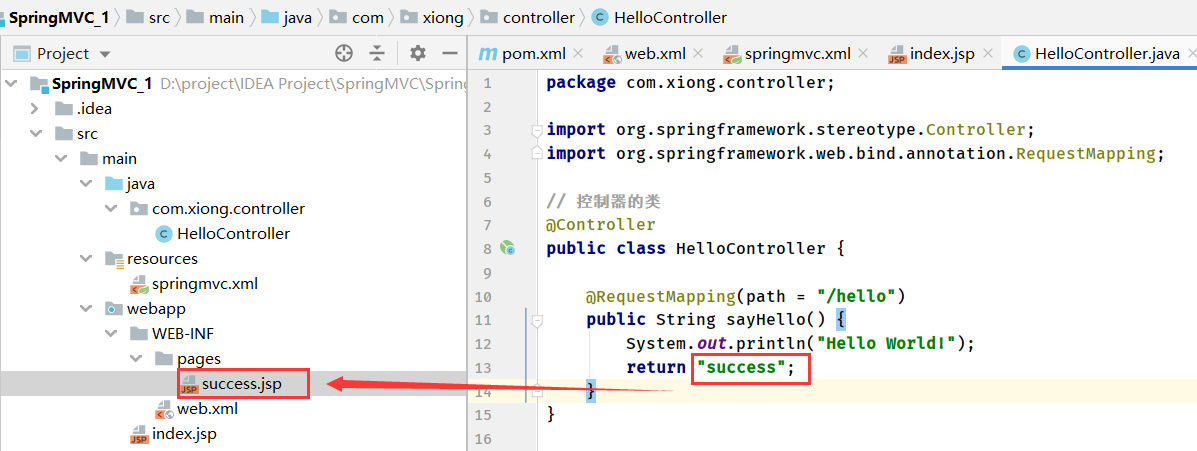 SpringMVC_1 src main java com xiong controller HelloController
Project
pom.xml web.xml springmvc.xml index.jsp HelloController.java
SpringMVC_1 D:\project\IDEA Project\SpringMVC\Spring
.idea
src
main
java
com.xiong.controller
HelloController
resources
springmvc.xml
webapp
WEB-INF
pages
success.jsp
web.xml
index.jsp
1 package com.xiong.controller;
2
3 import org.springframework.stereotype.Controller;
4 import org.springframework.web.bind.annotation.RequestMapping;
5
6 // 控制器的类
7 @Controller
8 public class HelloController {
9
10 @RequestMapping(path = "/hello")
11 public String sayHello() {
12 System.out.println("Hello World!");
13 return "success";
14 }
15 }
16